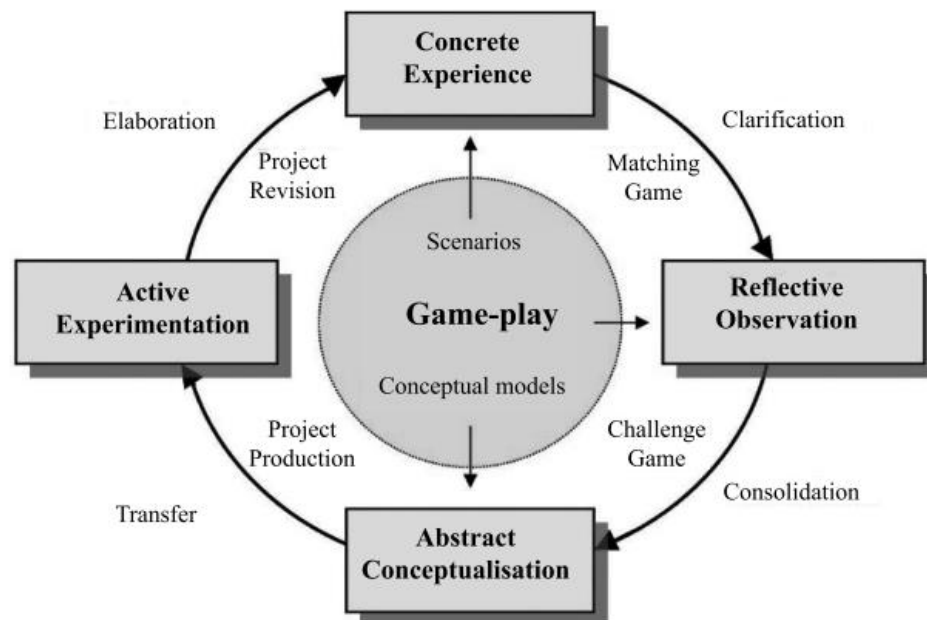 Concrete
Experience
Elaboration
Clarification
Project
Revision
Matching
Game
Scenarios
Active
Experimentation
Game-play
Reflective
Observation
Conceptual models
Project
Production
Challenge
Game
Transfer
Consolidation
Abstract
Conceptualisation